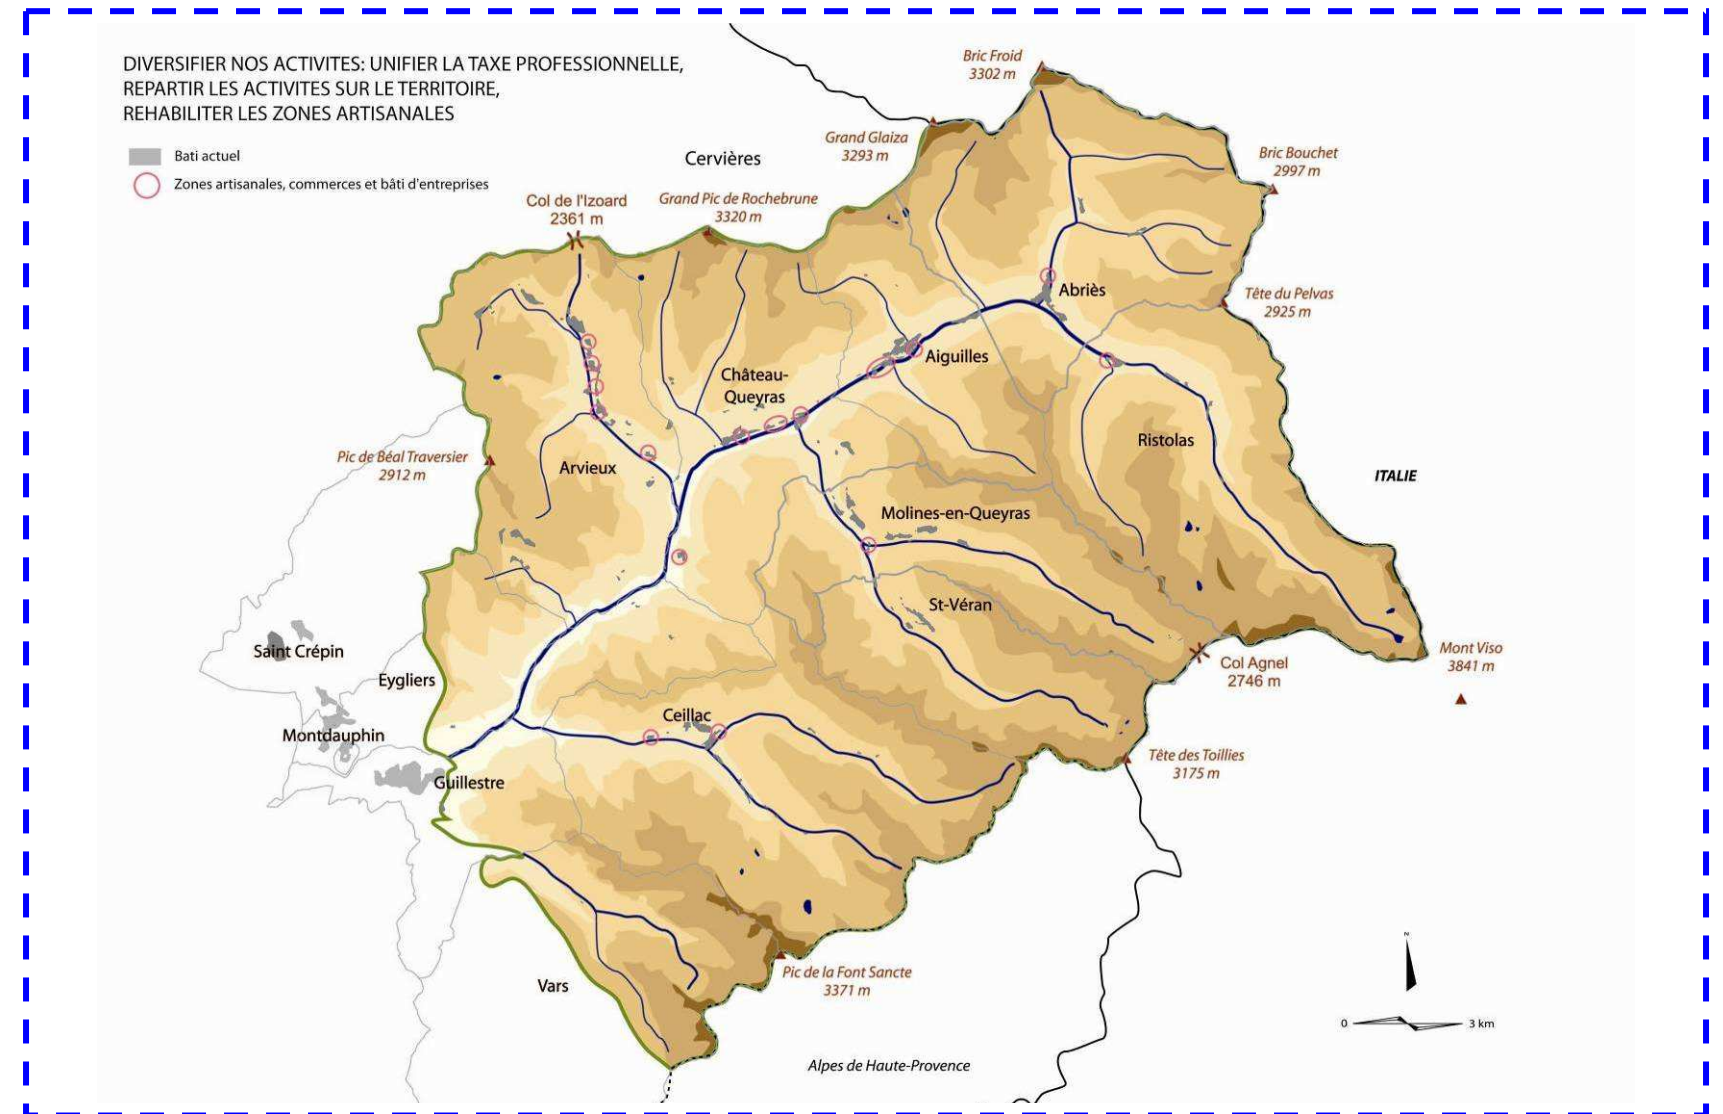 DIVERSIFIER NOS ACTIVITES: UNIFIER LA TAXE PROFESSIONNELLE,
REPARTIR LES ACTIVITES SUR LE TERRITOIRE,
REHABILITER LES ZONES ARTISANALES
Bati actuel
Zones artisanales, commerces et bâti d'entreprises
Bric Froid
3302 m
Grand Glaiza
3293 m
Cervières
Bric Bouchet
2997 m
Col de l'Izoard
2361 m
Grand Pic de Rochebrune
3320 m
Abriès
Tête du Pelvas
2925 m
Aiguilles
Château-
Queyras
Ristolas
Pic de Béal Traversier
2912 m
Arvieux
ITALIE
Molines-en-Queyras
St-Véran
Saint Crépin
Eygliers
Col Agnel
2746 m
Mont Viso
3841 m
Ceillac
Montdauphin
Tête des Toillies
3175 m
Guillestre
Pic de la Font Sancte
3371 m
Vars
N
0 3 km
Alpes de Haute-Provence